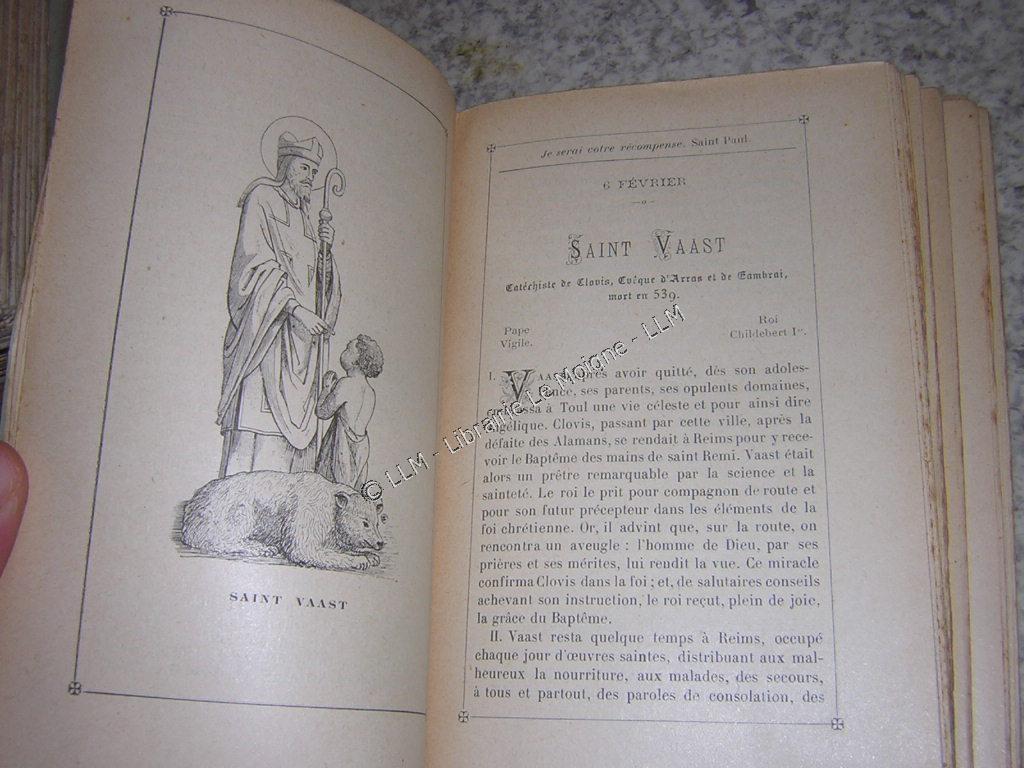 SAINT VAAST
Je serai votre récompense. Saint Paul.
6 FÉVRIER
SAINT VAAST
Catéchiste de Clovis, Evêque d'Arras et de Cambrai,
mort en 539.
Pape
Vigile.
Roi
Childebert Ier.
I. VAAST, après avoir quitté, dès son adoles-
cence, ses parents, ses opulents domaines,
embrassa à Toul une vie céleste et pour ainsi dire
angélique. Clovis, passant par cette ville, après la
défaite des Alamans, se rendait à Reims pour y rece-
voir le Baptême des mains de saint Remi. Vaast était
alors un prêtre remarquable par la science et la
sainteté. Le roi le prit pour compagnon de route et
pour son futur précepteur dans les éléments de la
foi chrétienne. Or, il advint que, sur la route, on
rencontra un aveugle : l'homme de Dieu, par ses
prières et ses mérites, lui rendit la vue. Ce miracle
confirma Clovis dans la foi ; et, de salutaires conseils
achevant son instruction, le roi reçut, plein de joie,
la grâce du Baptême.
II. Vaast resta quelque temps à Reims, occupé
chaque jour d'œuvres saintes, distribuant aux mal-
heureux la nourriture, aux malades, des secours,
à tous et partout, des paroles de consolation, des
© LLM - Librairie Le Moigne - LLM